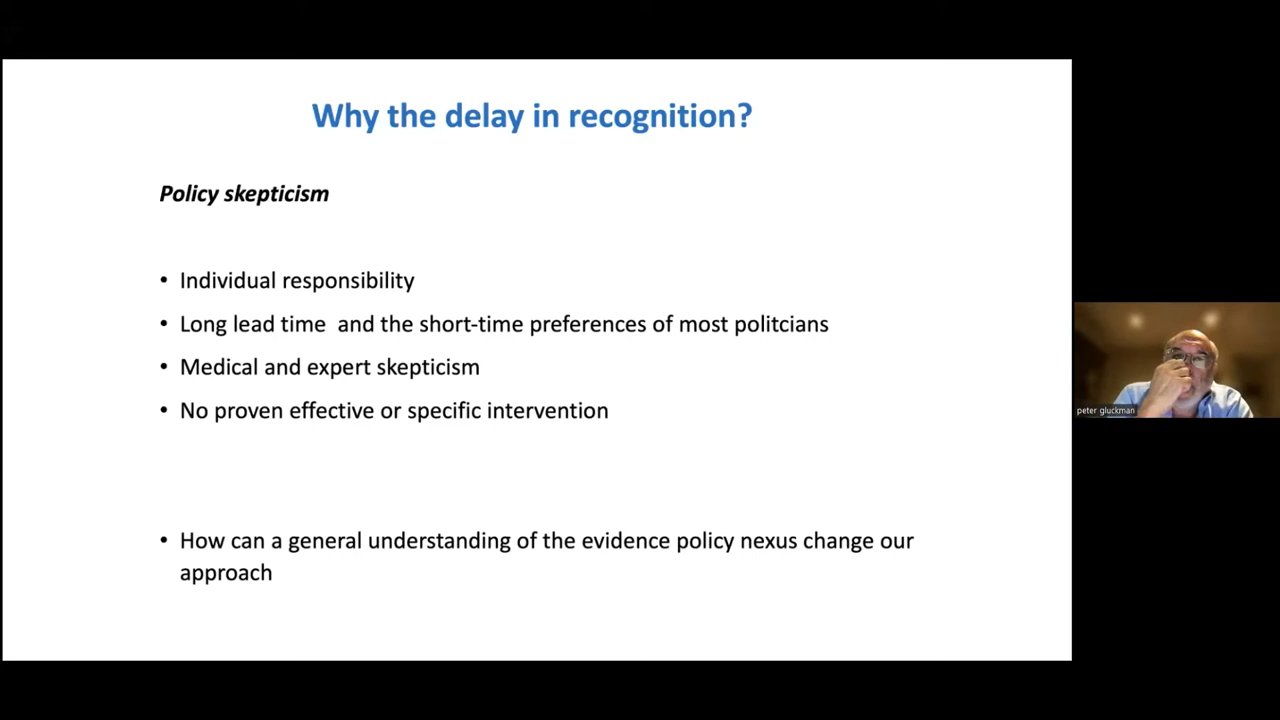 Why the delay in recognition?
Policy skepticism
• Individual responsibility
• Long lead time  and the short-time preferences of most politcians
• Medical and expert skepticism
• No proven effective or specific intervention
• How can a general understanding of the evidence policy nexus change our
approach
peter gluckman